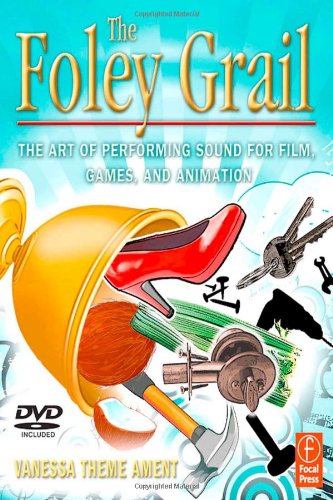 The
Foley Grail
THE ART OF PERFORMING SOUND FOR FILM,
GAMES, AND ANIMATION
DVD
INCLUDED
VANESSA THEME AMENT
f
Focal
Press